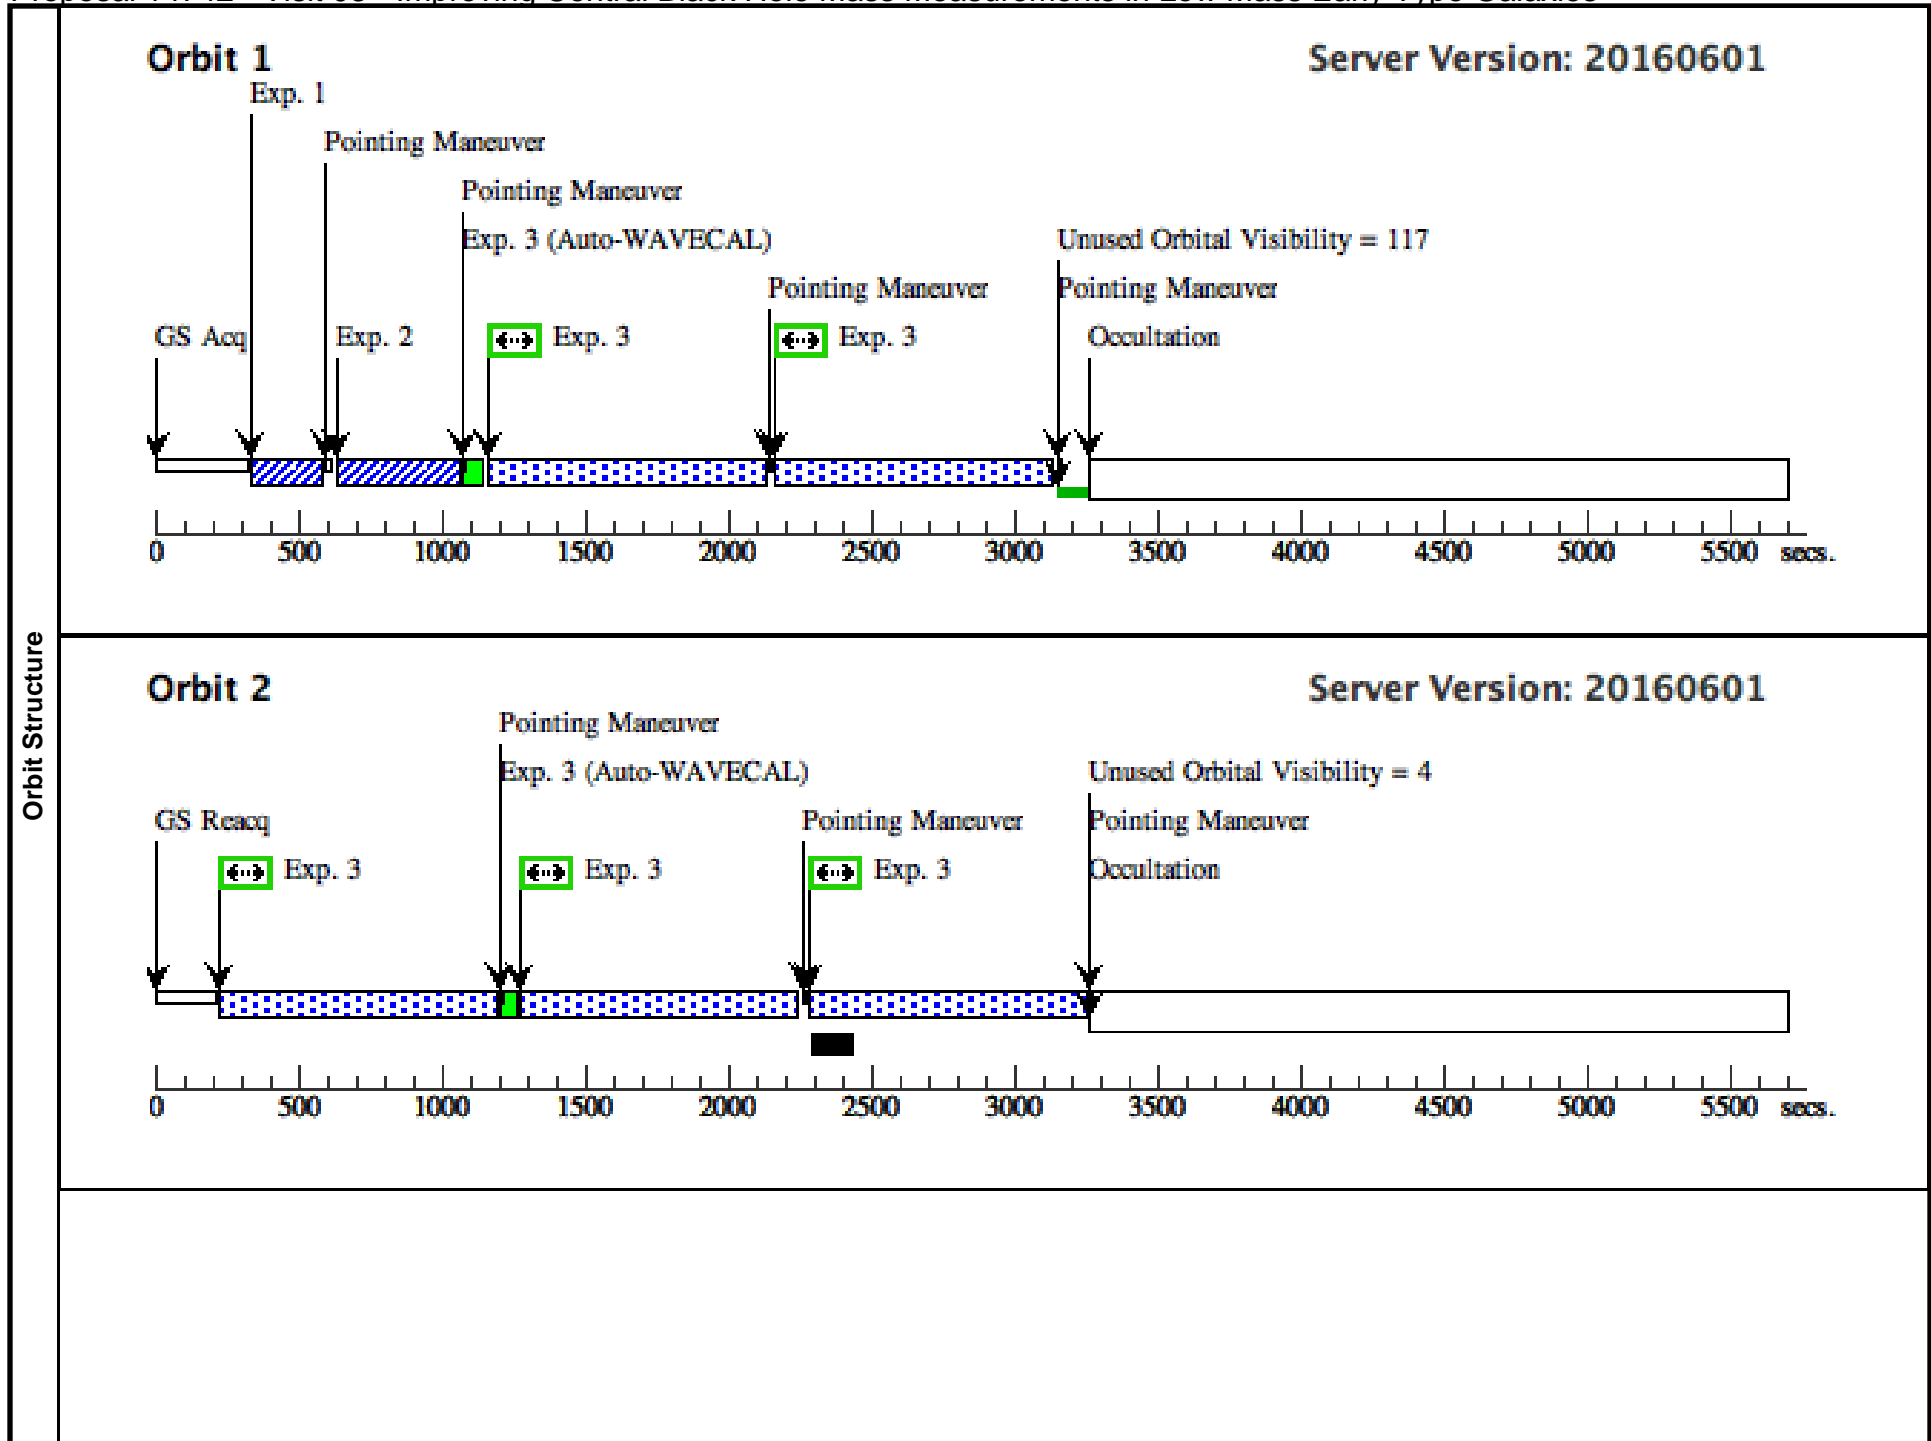 Orbit Structure
Orbit 1
Server Version: 20160601
Exp. 1
Pointing Maneuver
Pointing Maneuver
Exp. 3 (Auto-WAVECAL)
Unused Orbital Visibility = 117
Pointing Maneuver
Pointing Maneuver
GS Acq
Exp. 2
Exp. 3
Exp. 3
Occultation
0 500 1000 1500 2000 2500 3000 3500 4000 4500 5000 5500 secs.
Orbit 2
Server Version: 20160601
Pointing Maneuver
Exp. 3 (Auto-WAVECAL)
Unused Orbital Visibility = 4
GS Reacq
Pointing Maneuver
Pointing Maneuver
Exp. 3
Exp. 3
Exp. 3
Occultation
0 500 1000 1500 2000 2500 3000 3500 4000 4500 5000 5500 secs.